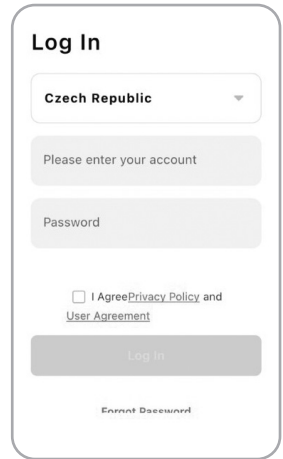 Log In
Czech Republic
Please enter your account
Password
I AgreePrivacy Policy and
User Agreement
Log In
Forgot Password